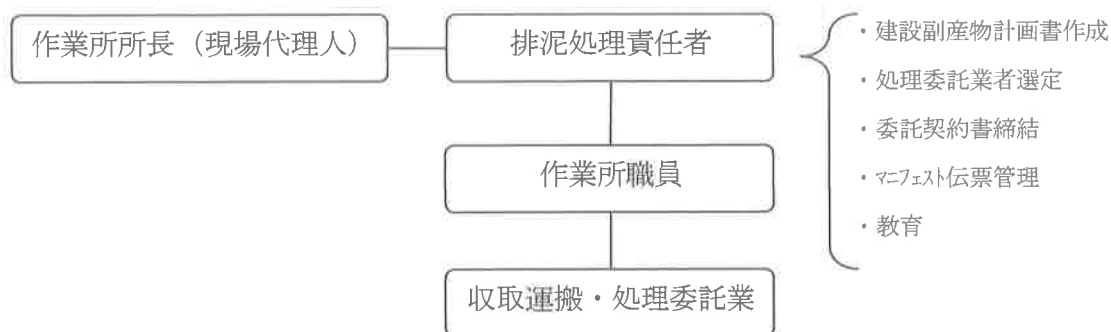 作業所所長（現場代理人）
排泥処理責任者
・建設副産物計画書作成
・処理委託業者選定
・委託契約書締結
・マニフェスト伝票管理
・教育
作業所職員
収取運搬・処理委託業